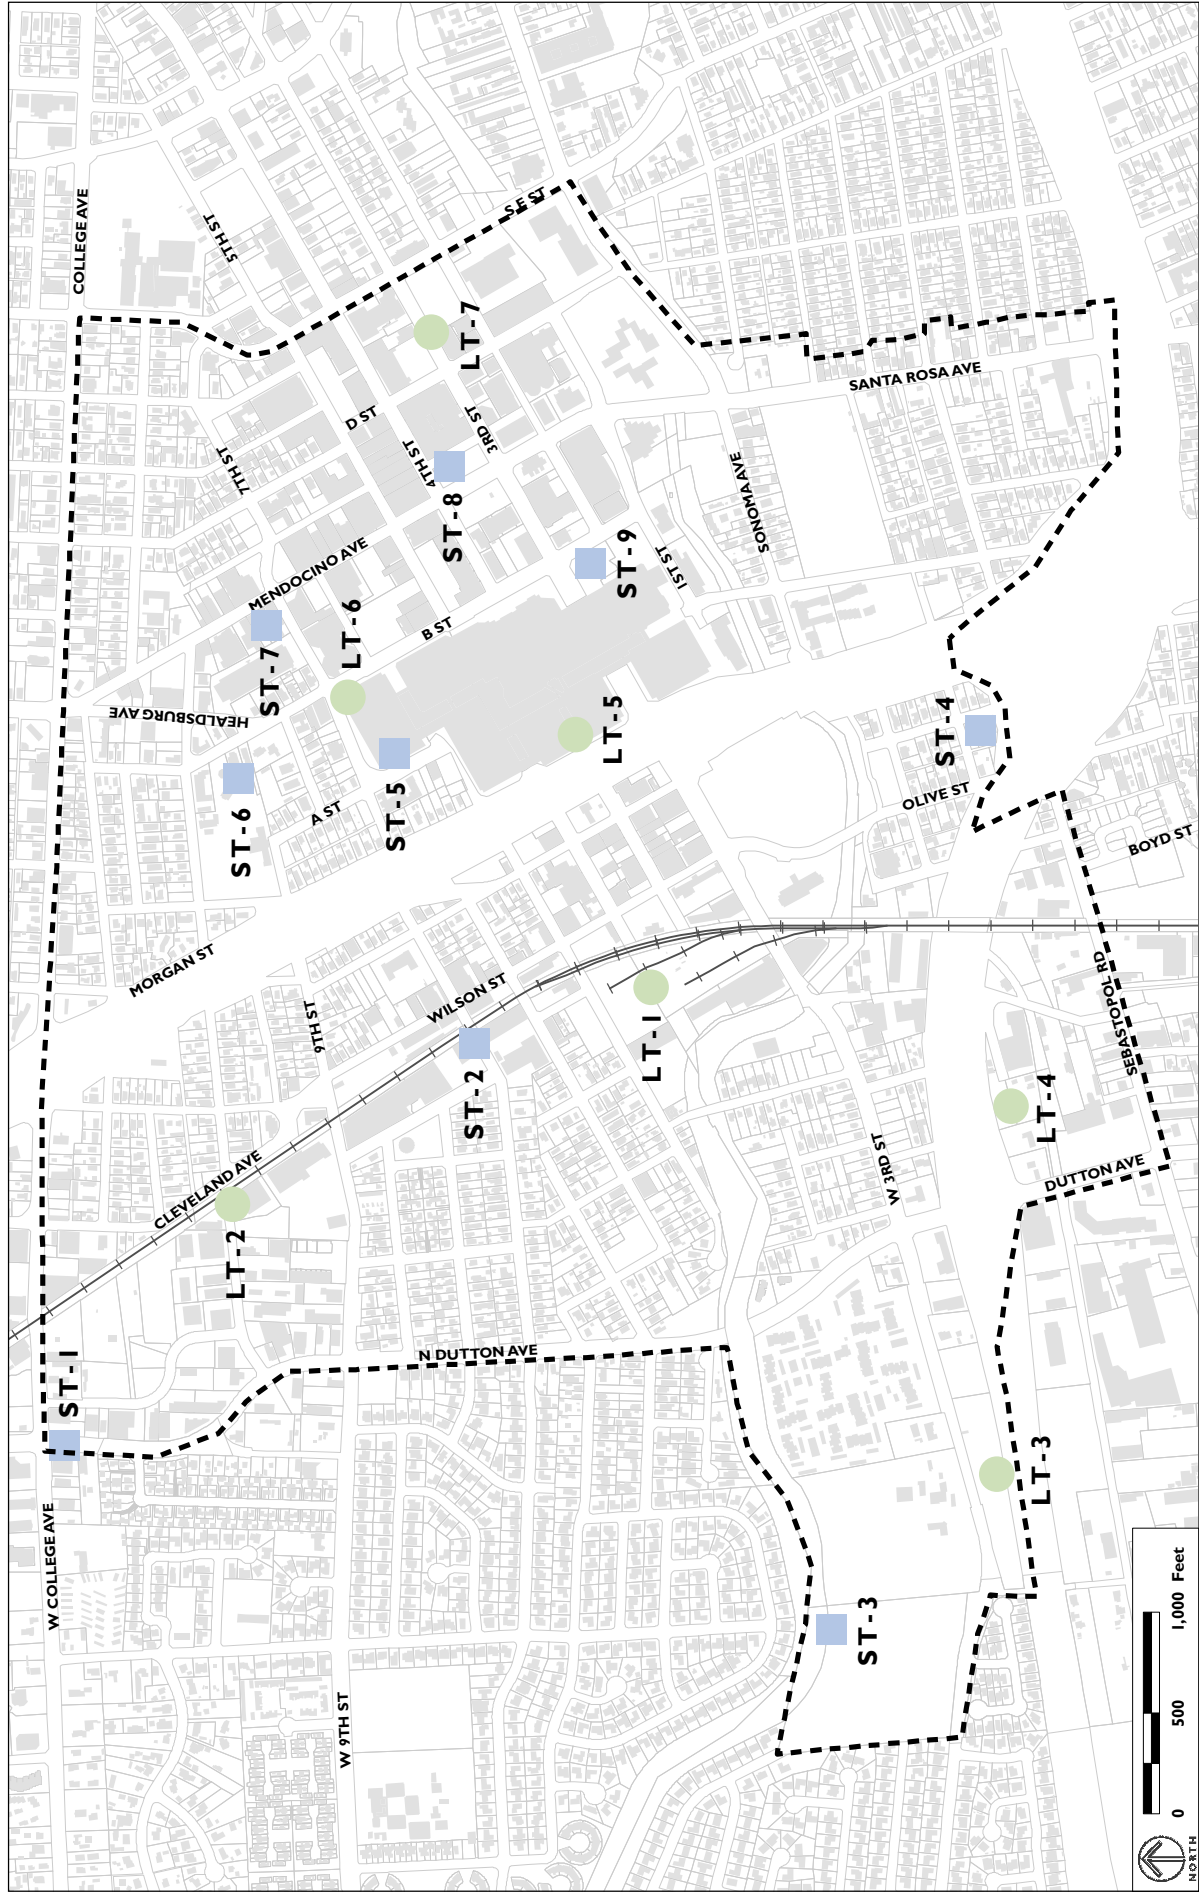 COLLEGE AVE
5TH ST
S E ST
LT-7
SANTA ROSA AVE
D ST
3RD ST
4TH ST
7TH ST
ST-8
SONOMA AVE
MENDOCINO AVE
ST-9
1ST ST
LT-6
B ST
ST-7
HEALDSBURG AVE
LT-5
ST-4
OLIVE ST
A ST
ST-5
ST-6
BOYD ST
MORGAN ST
WILSON ST
9TH ST
SEBASTOPOL RD
LT-1
ST-2
LT-4
W 3RD ST
DUTTON AVE
CLEVELAND AVE
LT-2
N DUTTON AVE
ST-1
LT-3
W COLLEGE AVE
ST-3
W 9TH ST
0 500 1,000 Feet
NORTH